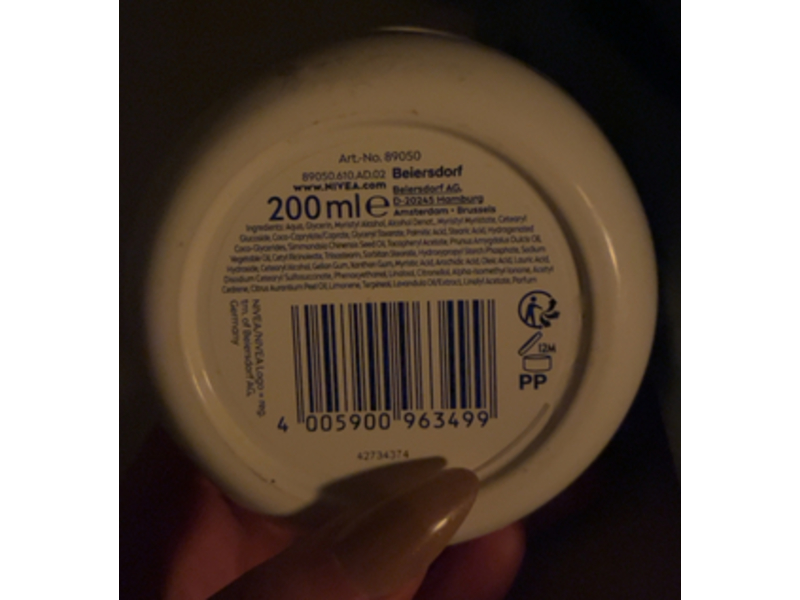 Art.-No. 89050
89050.610.AD.02 Beiersdorf
www.NIVEA.com Beiersdorf AG,
200 ml e D-20245 Hamburg
Amsterdam • Brussels
Ingredients: Aqua, Glycerin, Myristyl Alcohol, Alcohol Denat., Myristyl Myristate, Cetearyl
Glucoside, Coco-Caprylate/Caprate, Glyceryl Stearate, Palmitic Acid, Stearic Acid, Hydrogenated
Coco-Glycerides, Simmondsia Chinensis Seed Oil, Tocopheryl Acetate, Prunus Amygdalus Dulcis Oil,
Vegetable Oil, Cetyl Ricinoleate, Tristearin, Sorbitan Stearate, Hydroxypropyl Starch Phosphate, Sodium
Hydroxide, Cetearyl Alcohol, Gellan Gum, Xanthan Gum, Myristic Acid, Arachidic Acid, Oleic Acid, Lauric Acid,
Disodium Cetearyl Sulfosuccinate, Phenoxyethanol, Linalool, Citronellol, Alpha-Isomethyl Ionone, Acetyl
Cedrene, Citrus Aurantium Peel Oil, Limonene, Terpineol, Lavandula Oil/Extract, Linalyl Acetate, Parfum
NIVEA/NIVEA Logo = reg.
tm. of Beiersdorf AG,
Germany
12M
PP
4 005900 963499
42734374